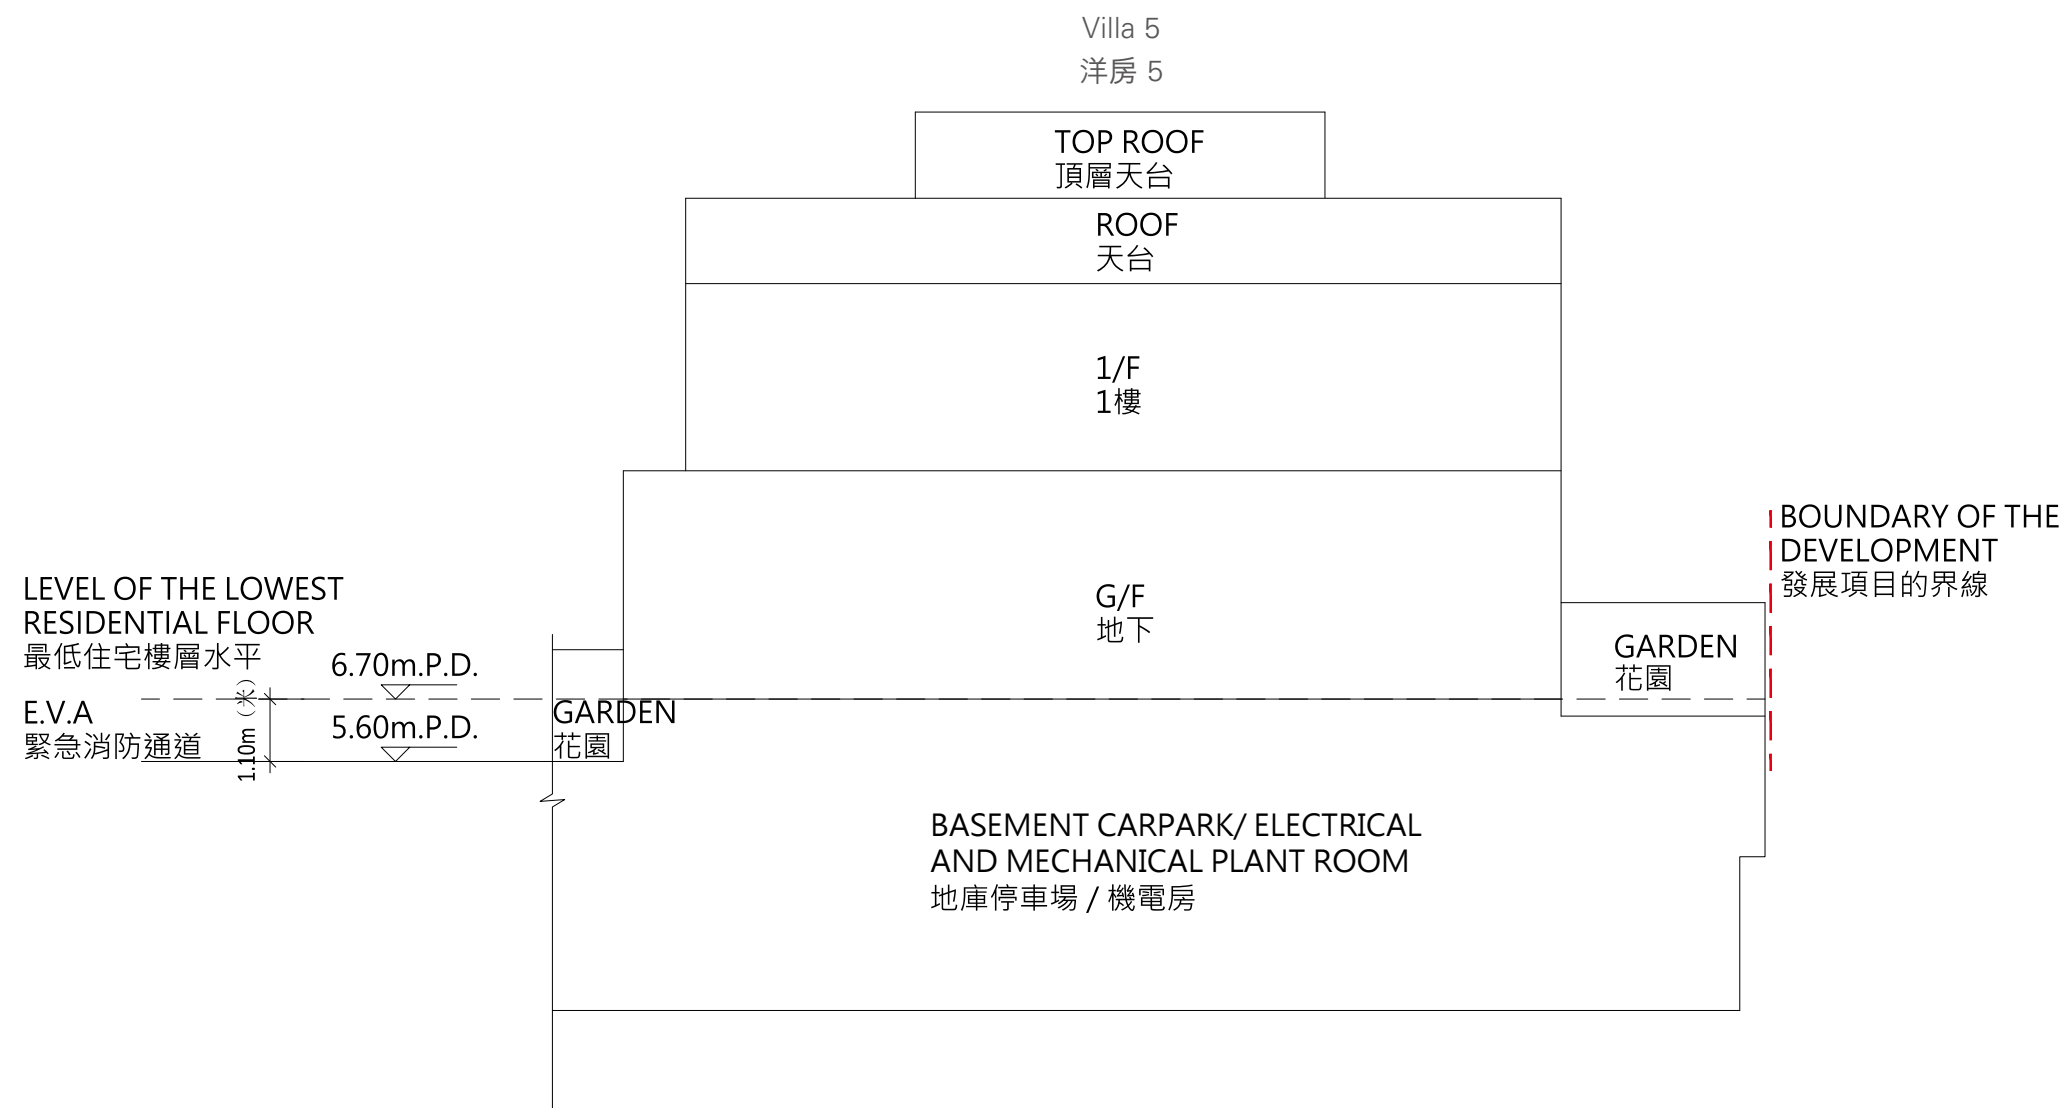 Villa 5
洋房 5
TOP ROOF
頂層天台
ROOF
天台
1/F
1樓
G/F
地下
BOUNDARY OF THE
DEVELOPMENT
發展項目的界線
LEVEL OF THE LOWEST
RESIDENTIAL FLOOR
最低住宅樓層水平
6.70m.P.D.
GARDEN
花園
E.V.A
緊急消防通道
1.10m (米)
5.60m.P.D.
GARDEN
花園
BASEMENT CARPARK/ ELECTRICAL
AND MECHANICAL PLANT ROOM
地庫停車場 / 機電房